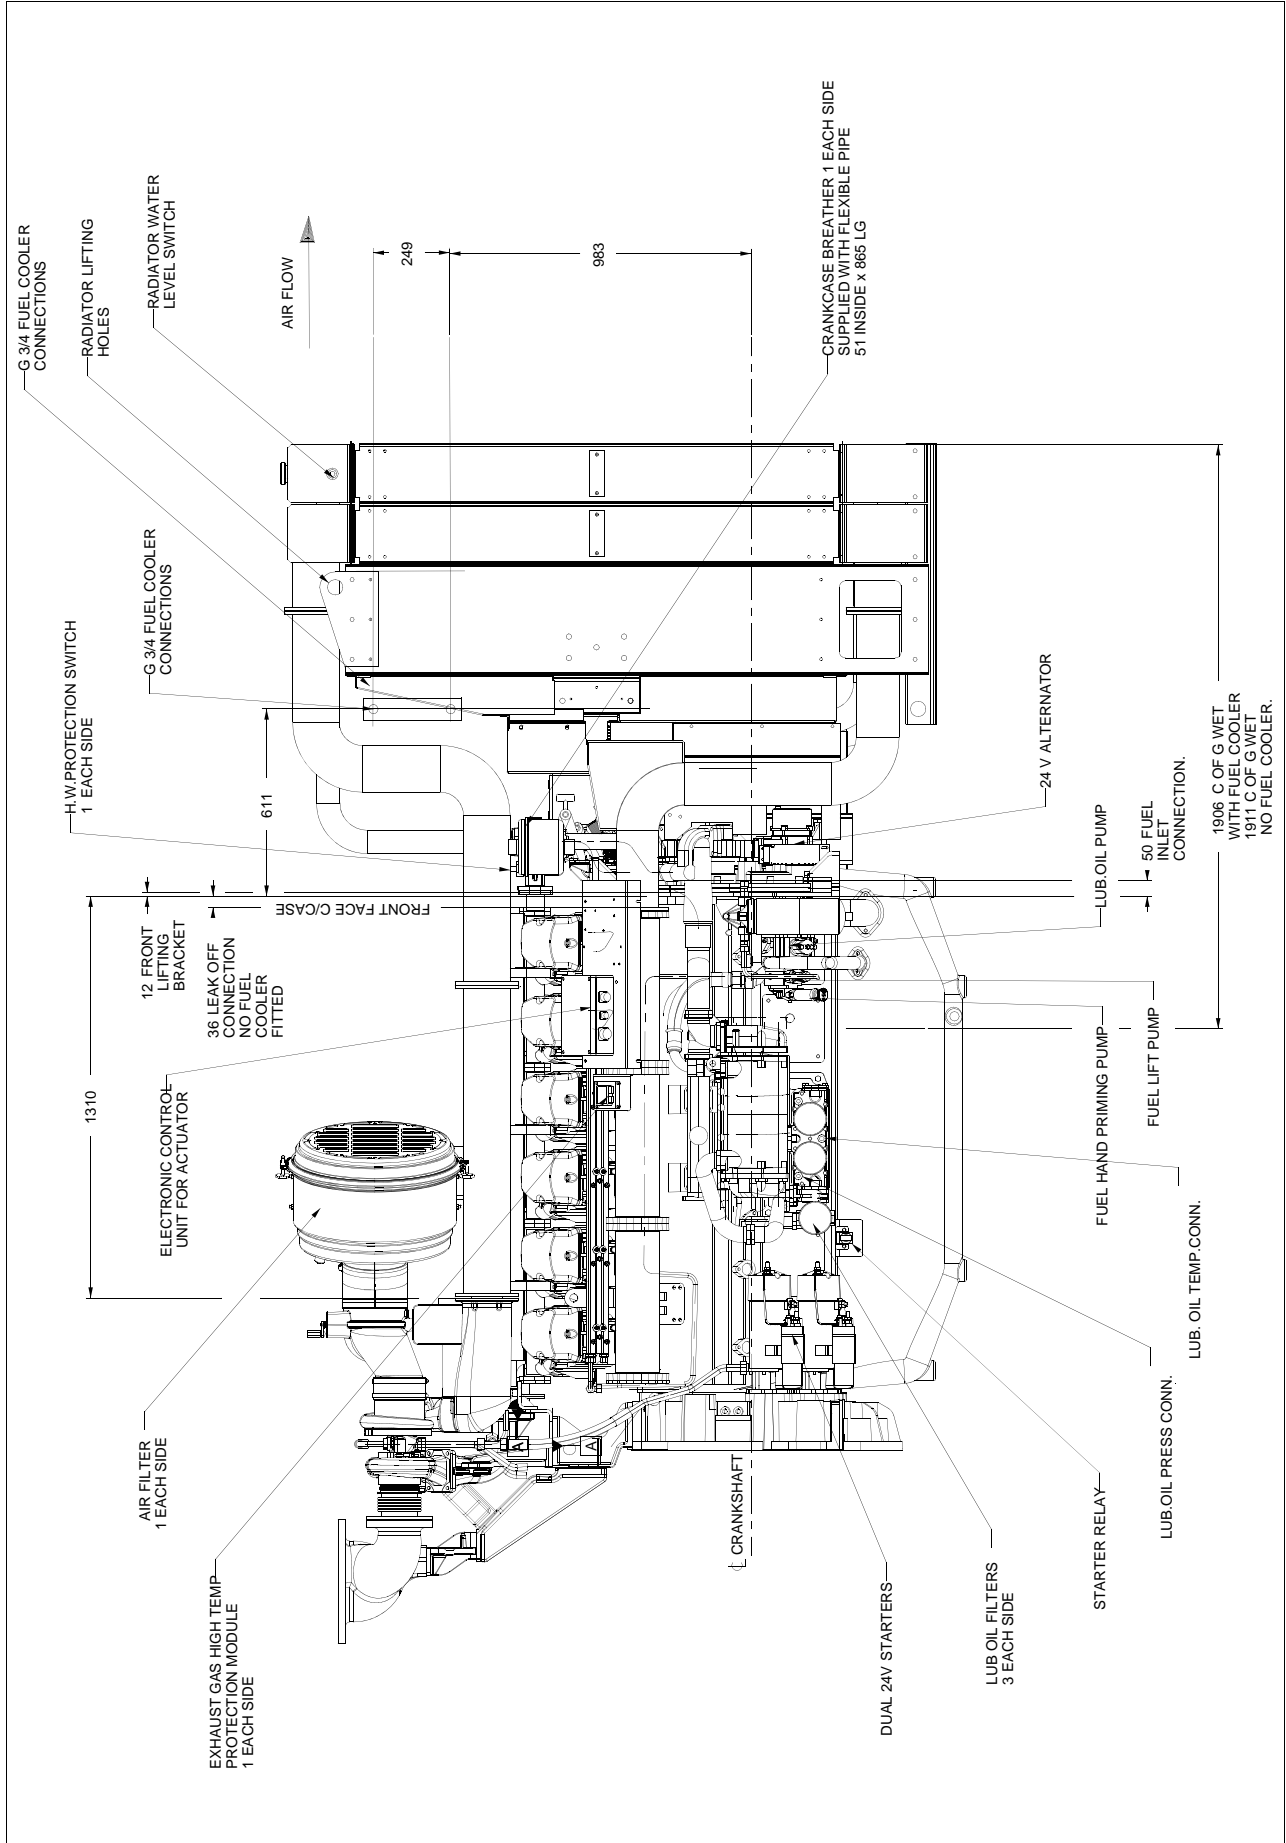 G 3/4 FUEL COOLER
CONNECTIONS
RADIATOR LIFTING
HOLES
RADIATOR WATER
LEVEL SWITCH
AIR FLOW
249
983
CRANKCASE BREATHER 1 EACH SIDE
SUPPLIED WITH FLEXIBLE PIPE
51 INSIDE x 865 LG
H.W.PROTECTION SWITCH
1 EACH SIDE
G 3/4 FUEL COOLER
CONNECTIONS
611
12 FRONT
LIFTING
BRACKET
36 LEAK OFF
CONNECTION
NO FUEL
COOLER
FITTED
FRONT FACE C/CASE
1310
ELECTRONIC CONTROL
UNIT FOR ACTUATOR
AIR FILTER
1 EACH SIDE
EXHAUST GAS HIGH TEMP
PROTECTION MODULE
1 EACH SIDE
A
A
CRANKSHAFT
24 V ALTERNATOR
LUB.OIL PUMP
50 FUEL
INLET
CONNECTION.
1906 C OF G WET
WITH FUEL COOLER
1911 C OF G WET
NO FUEL COOLER.
FUEL LIFT PUMP
FUEL HAND PRIMING PUMP
LUB. OIL TEMP.CONN.
LUB.OIL PRESS CONN.
STARTER RELAY
LUB OIL FILTERS
3 EACH SIDE
DUAL 24V STARTERS